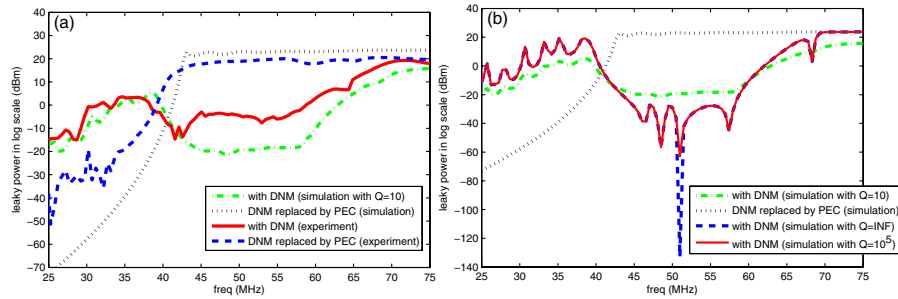 (a)
leaky power in log scale (dBm)
40
30
20
10
0
−10
−20
−30
−40
−50
−60
−70
25 30 35 40 45 50 55 60 65 70 75
freq (MHz)
with DNM (simulation with Q=10)
DNM replaced by PEC (simulation)
with DNM (experiment)
DNM replaced by PEC (experiment)
(b)
leaky power in log scale (dBm)
40
20
0
−20
−40
−60
−80
−100
−120
−140
25 30 35 40 45 50 55 60 65 70 75
freq (MHz)
with DNM (simulation with Q=10)
DNM replaced by PEC (simulation)
with DNM (simulation with Q=INF)
with DNM (simulation with Q=10⁵)